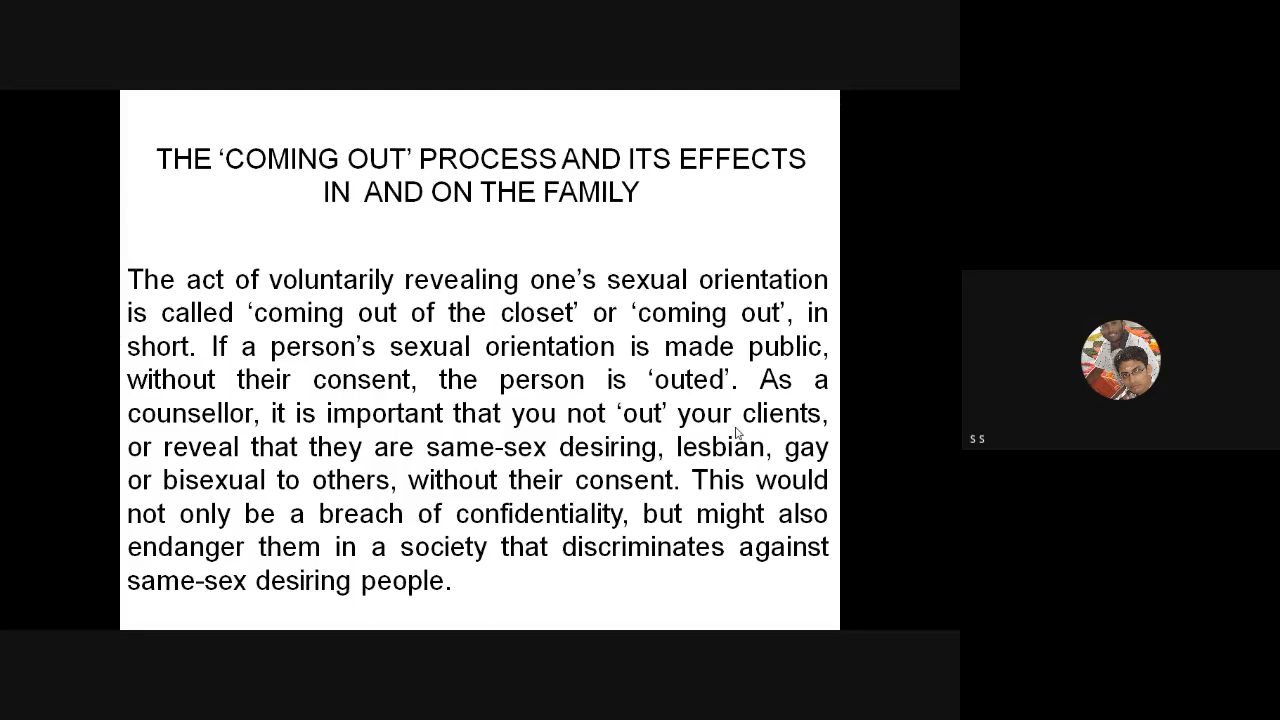 THE ‘COMING OUT’ PROCESS AND ITS EFFECTS
IN AND ON THE FAMILY
The act of voluntarily revealing one’s sexual orientation
is called ‘coming out of the closet’ or ‘coming out’, in
short. If a person’s sexual orientation is made public,
without their consent, the person is ‘outed’. As a
counsellor, it is important that you not ‘out’ your clients,
or reveal that they are same-sex desiring, lesbian, gay
or bisexual to others, without their consent. This would
not only be a breach of confidentiality, but might also
endanger them in a society that discriminates against
same-sex desiring people.
S S